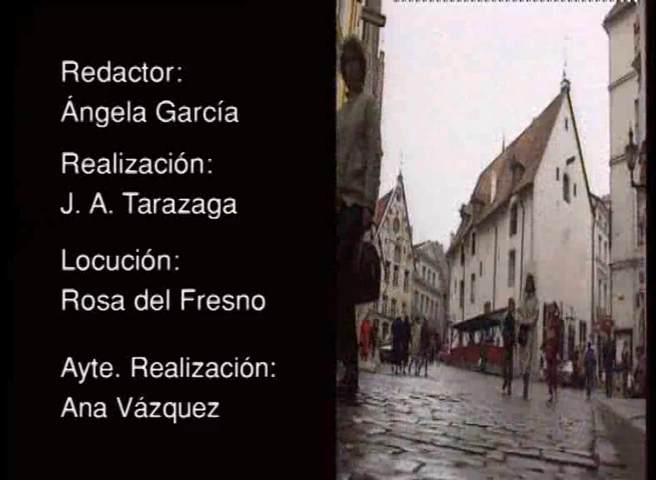 Redactor:
Ángela García
Realización:
J. A. Tarazaga
Locución:
Rosa del Fresno
Ayte. Realización:
Ana Vázquez